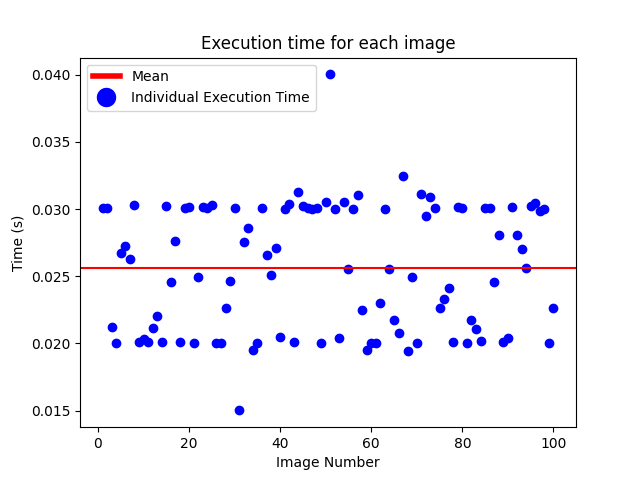 Execution time for each image
Mean
Individual Execution Time
0.040
0.035
0.030
0.025
0.020
0.015
Time (s)
0 20 40 60 80 100
Image Number